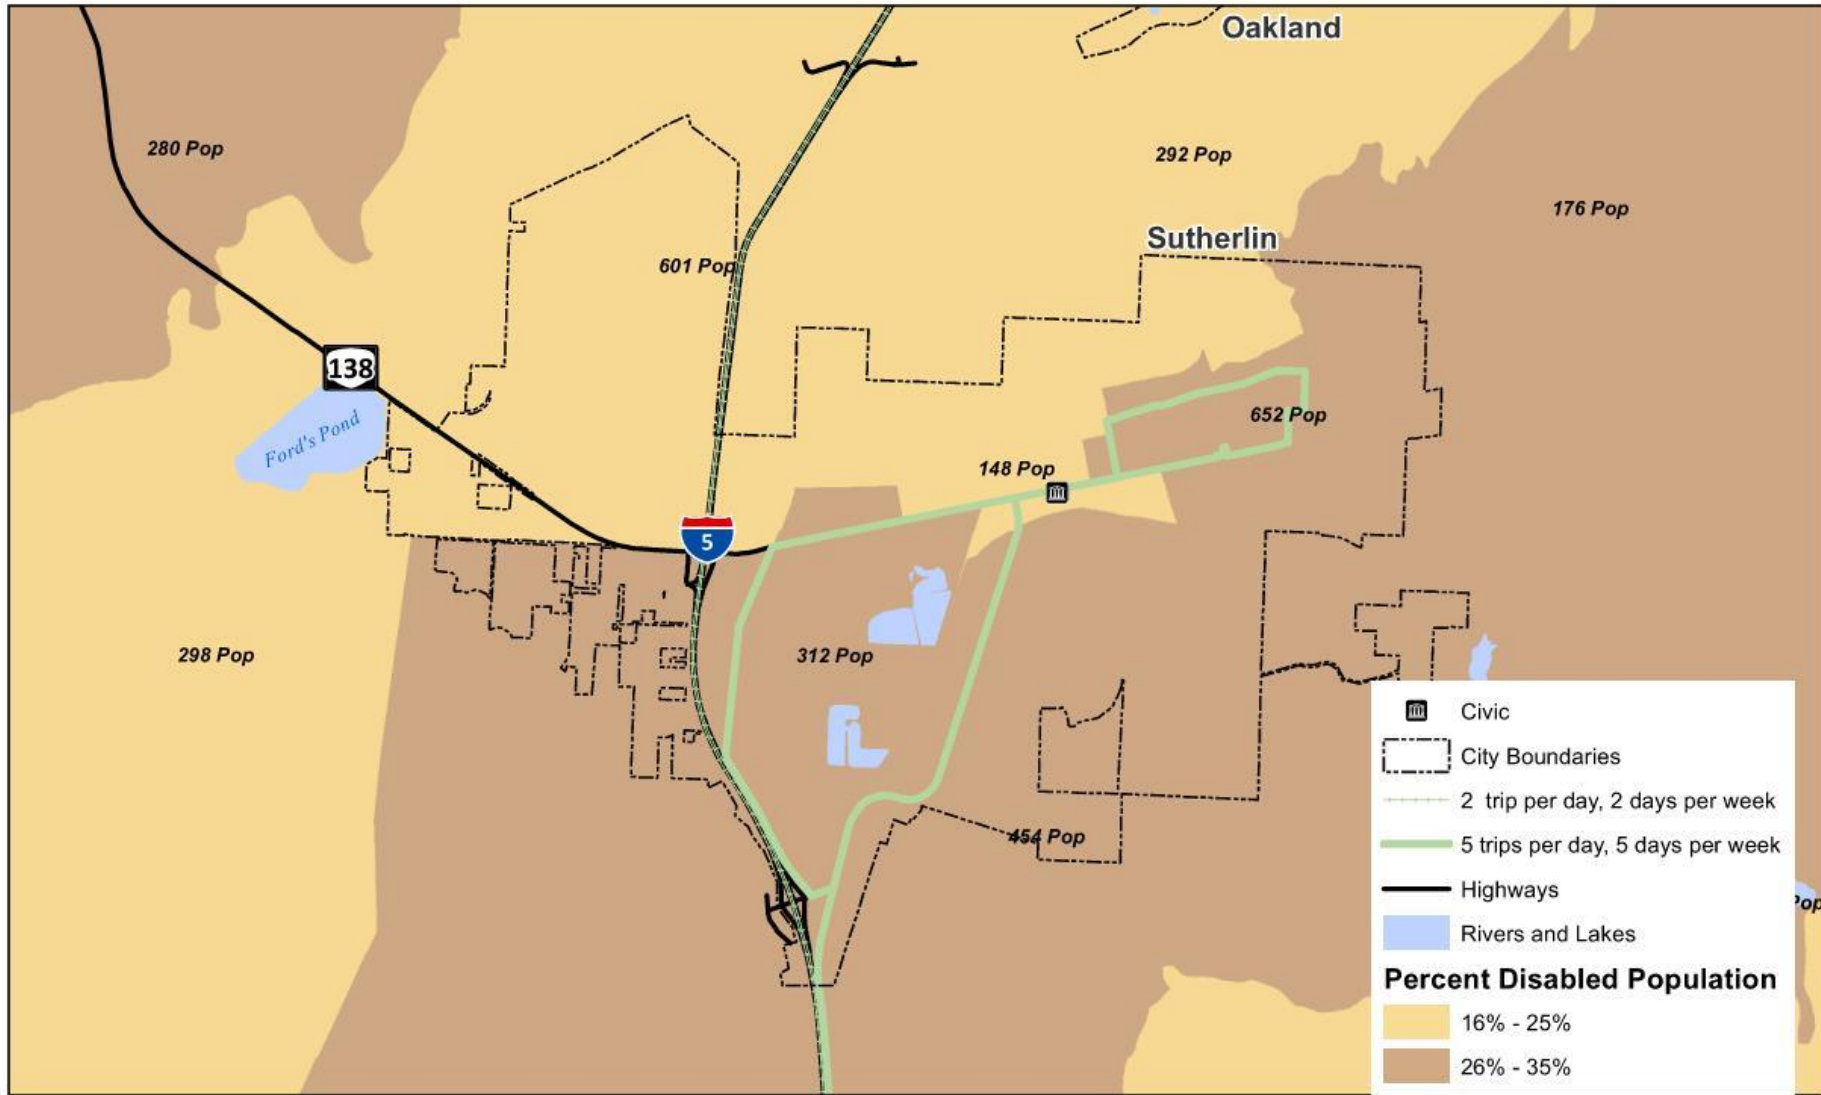 Oakland
280 Pop
292 Pop
176 Pop
Sutherlin
601 Pop
138
652 Pop
Ford's Pond
148 Pop
5
298 Pop
312 Pop
454 Pop
Pop
Civic
City Boundaries
2 trip per day, 2 days per week
5 trips per day, 5 days per week
Highways
Rivers and Lakes
Percent Disabled Population
16% - 25%
26% - 35%